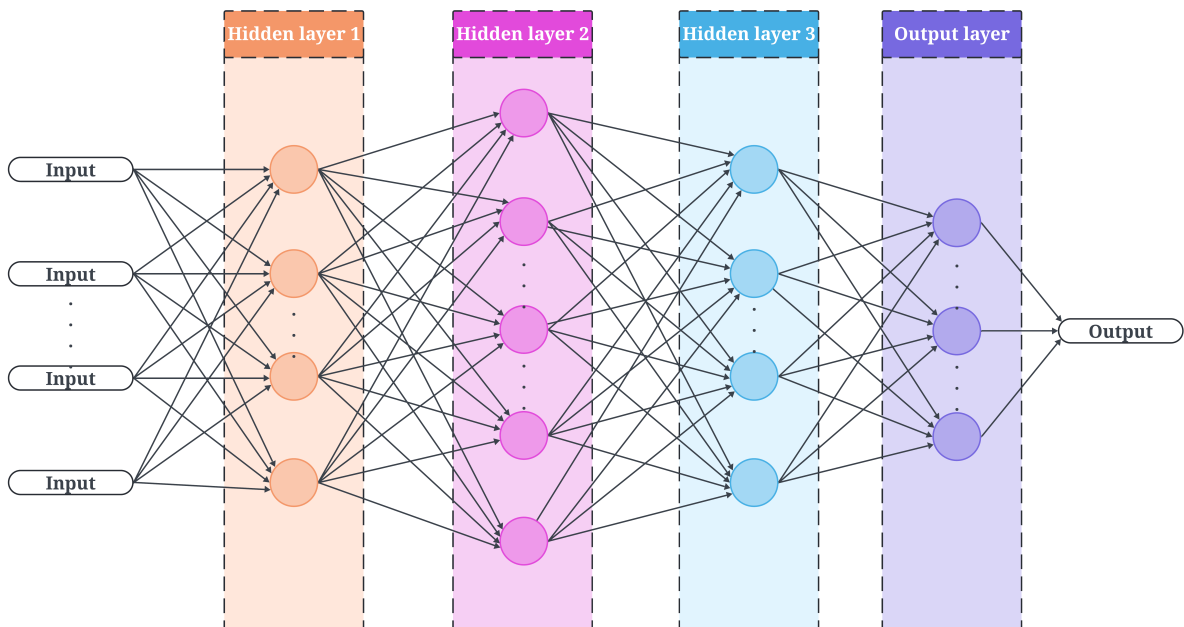 Hidden layer 1
Hidden layer 2
Hidden layer 3
Output layer
Input
Input
Input
Input
Output